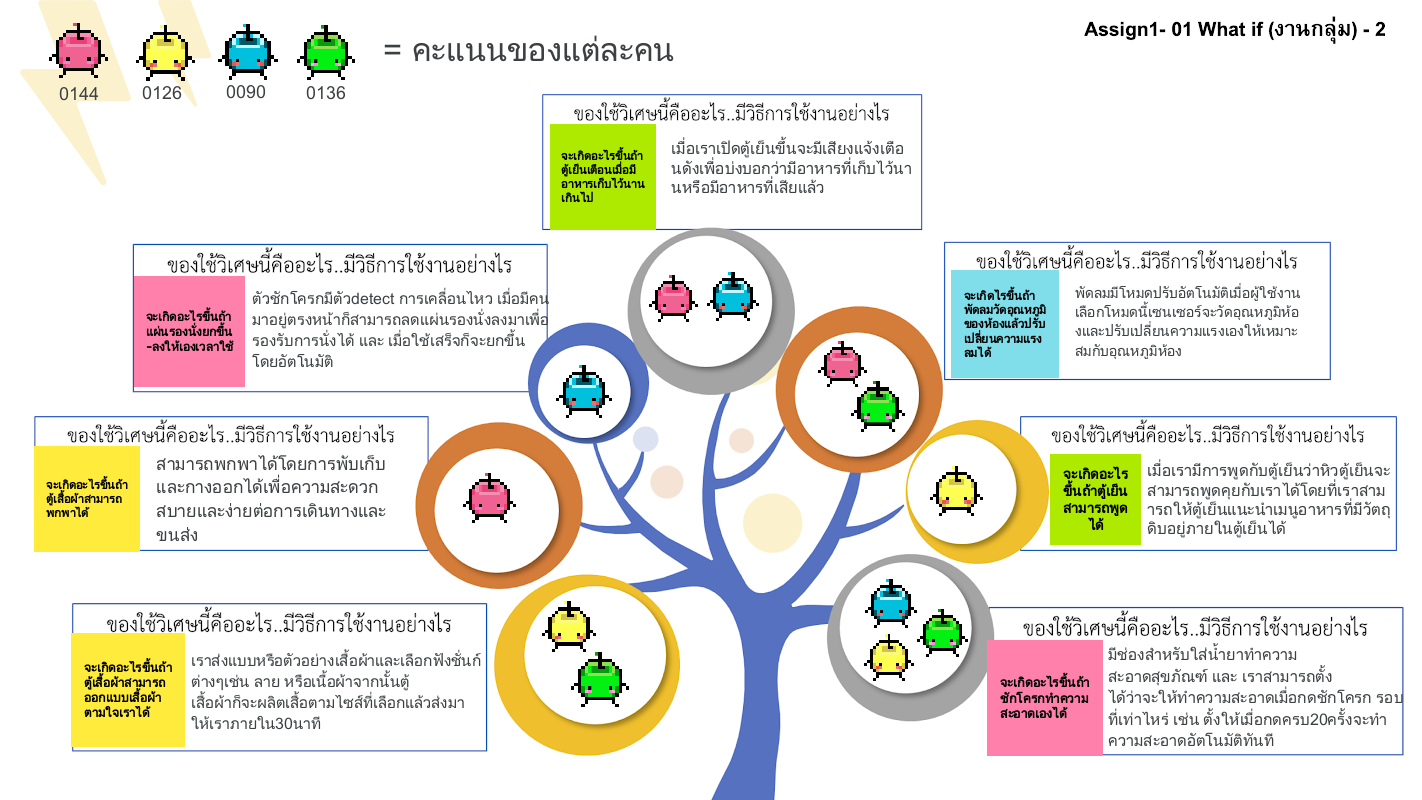 Assign1- 01 What if (งานกลุ่ม) - 2
= คะแนนของแต่ละคน
0144
0126
0090
0136
ของใช้วิเศษนี้คืออะไร..มีวิธีการใช้งานอย่างไร
จะเกิดอะไรขึ้นถ้า
ตู้เย็นเตือนเมื่อมี
อาหารเก็บไว้นาน
เกินไป
เมื่อเราเปิดตู้เย็นขึ้นจะมีเสียงแจ้งเตือ
นดังเพื่อบ่งบอกว่ามีอาหารที่เก็บไว้นา
นหรือมีอาหารที่เสียแล้ว
ของใช้วิเศษนี้คืออะไร..มีวิธีการใช้งานอย่างไร
จะเกิดอะไรขึ้นถ้า
แผ่นรองนั่งยกขึ้น
-ลงให้เองเวลาใช้
ตัวชักโครกมีตัวdetect การเคลื่อนไหว เมื่อมีคน
มาอยู่ตรงหน้าก็สามารถลดแผ่นรองนั่งลงมาเพื่อ
รองรับการนั่งได้ และ เมื่อใช้เสร็จก็จะยกขึ้น
โดยอัตโนมัติ
ของใช้วิเศษนี้คืออะไร..มีวิธีการใช้งานอย่างไร
จะเกิดไรขึ้นถ้า
พัดลมวัดอุณหภูมิ
ของห้องแล้วปรับ
เปลี่ยนความแรง
ลมได้
พัดลมมีโหมดปรับอัตโนมัติเมื่อผู้ใช้งาน
เลือกโหมดนี้เซนเซอร์จะวัดอุณหภูมิห้อ
งและปรับเปลี่ยนความแรงเองให้เหมาะ
สมกับอุณหภูมิห้อง
ของใช้วิเศษนี้คืออะไร..มีวิธีการใช้งานอย่างไร
จะเกิดอะไรขึ้นถ้า
ตู้เสื้อผ้าสามารถ
พกพาได้
สามารถพกพาได้โดยการพับเก็บ
และกางออกได้เพื่อความสะดวก
สบายและง่ายต่อการเดินทางและ
ขนส่ง
ของใช้วิเศษนี้คืออะไร..มีวิธีการใช้งานอย่างไร
จะเกิดอะไร
ขึ้นถ้าตู้เย็น
สามารถพูด
ได้
เมื่อเรามีการพูดกับตู้เย็นว่าหิวตู้เย็นจะ
สามารถพูดคุยกับเราได้โดยที่เราสาม
ารถให้ตู้เย็นแนะนำเมนูอาหารที่มีวัตถุ
ดิบอยู่ภายในตู้เย็นได้
ของใช้วิเศษนี้คืออะไร..มีวิธีการใช้งานอย่างไร
จะเกิดอะไรขึ้นถ้า
ตู้เสื้อผ้าสามารถ
ออกแบบเสื้อผ้า
ตามใจเราได้
เราส่งแบบหรือตัวอย่างเสื้อผ้าและเลือกฟังชั่นก์
ต่างๆเช่น ลาย หรือเนื้อผ้าจากนั้นตู้
เสื้อผ้าก็จะผลิตเสื้อตามไซส์ที่เลือกแล้วส่งมา
ให้เราภายใน30นาที
ของใช้วิเศษนี้คืออะไร..มีวิธีการใช้งานอย่างไร
จะเกิดอะไรขึ้นถ้า
ชักโครกทำความ
สะอาดเองได้
มีช่องสำหรับใส่น้ำยาทำความ
สะอาดสุขภัณฑ์ และ เราสามารถตั้ง
ได้ว่าจะให้ทำความสะอาดเมื่อกดชักโครก รอบ
ที่เท่าไหร่ เช่น ตั้งให้เมื่อกดครบ20ครั้งจะทำ
ความสะอาดอัตโนมัติทันที